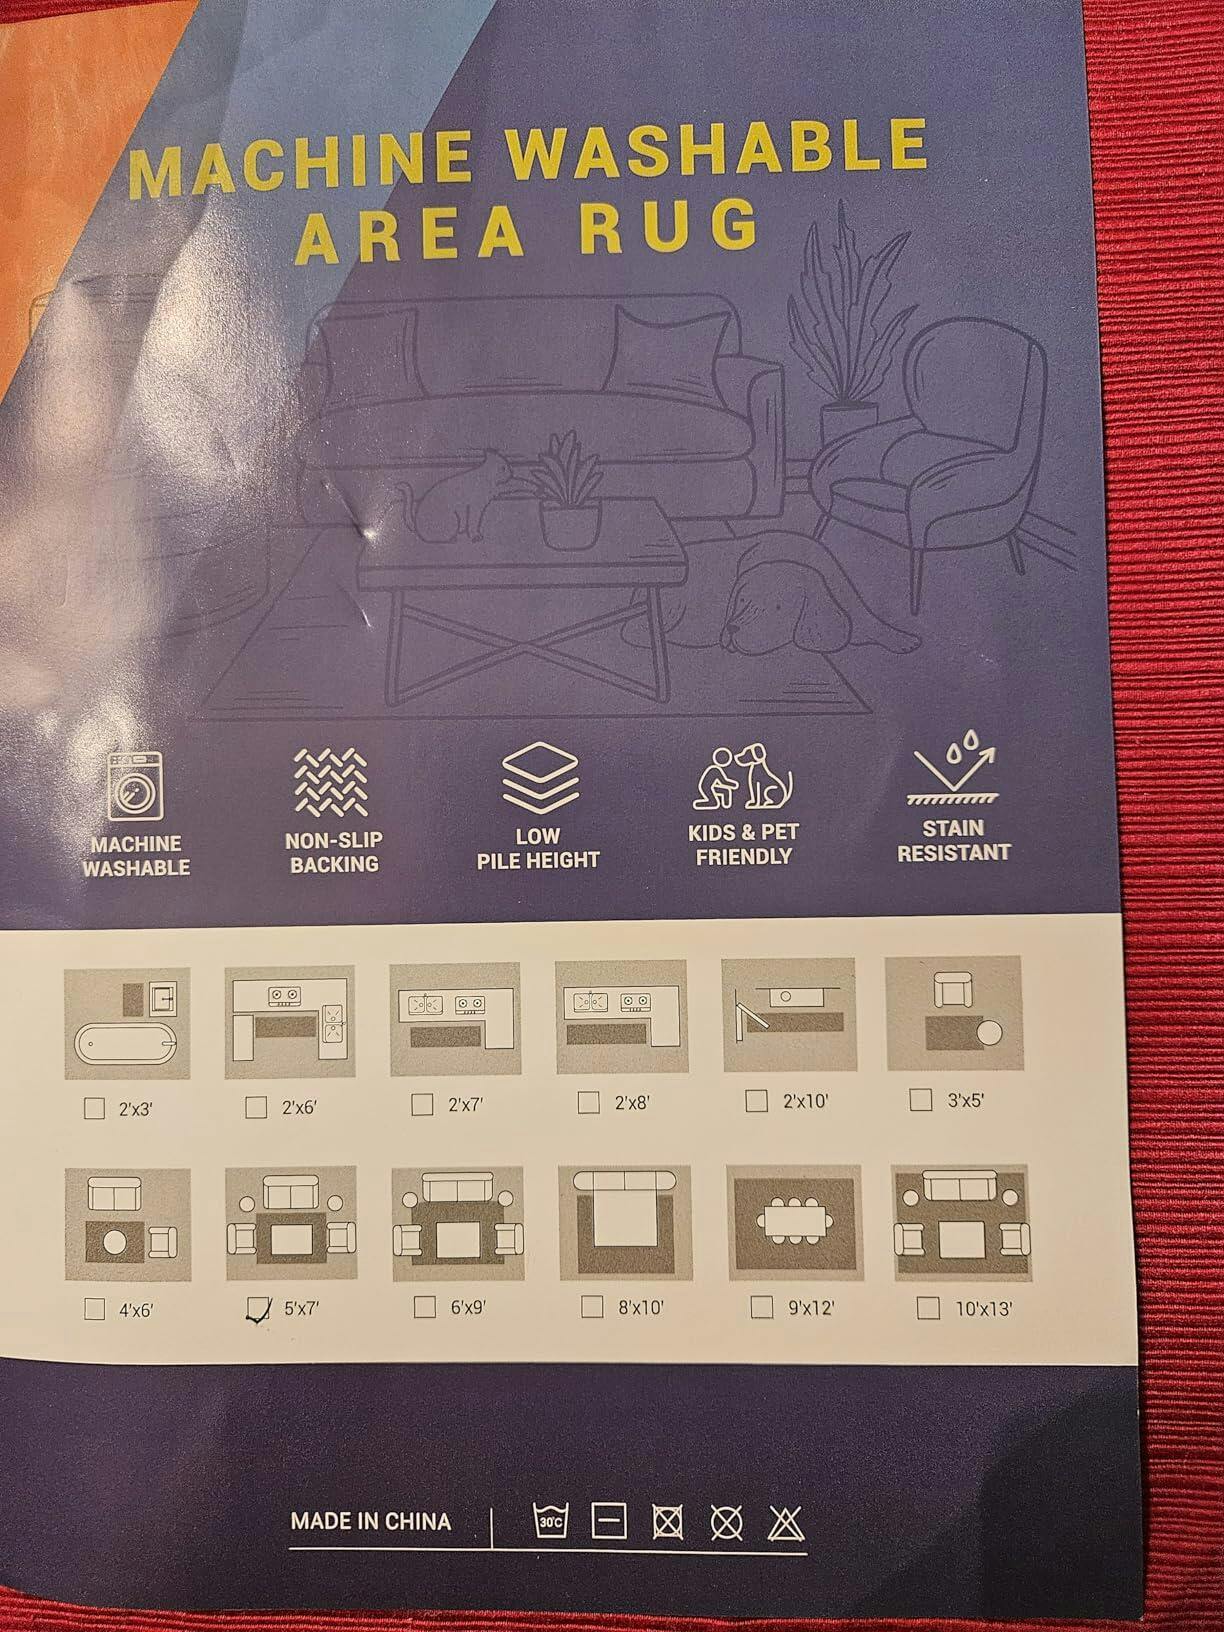 MACHINE WASHABLE
AREA RUG
MACHINE
WASHABLE
NON-SLIP
BACKING
LOW
PILE HEIGHT
KIDS & PET
FRIENDLY
STAIN
RESISTANT
2'x3'
2'x6'
2'x7'
2'x8'
2'x10'
3'x5'
4'x6'
5'x7'
6'x9'
8'x10'
9'x12'
10'x13'
MADE IN CHINA
30°C